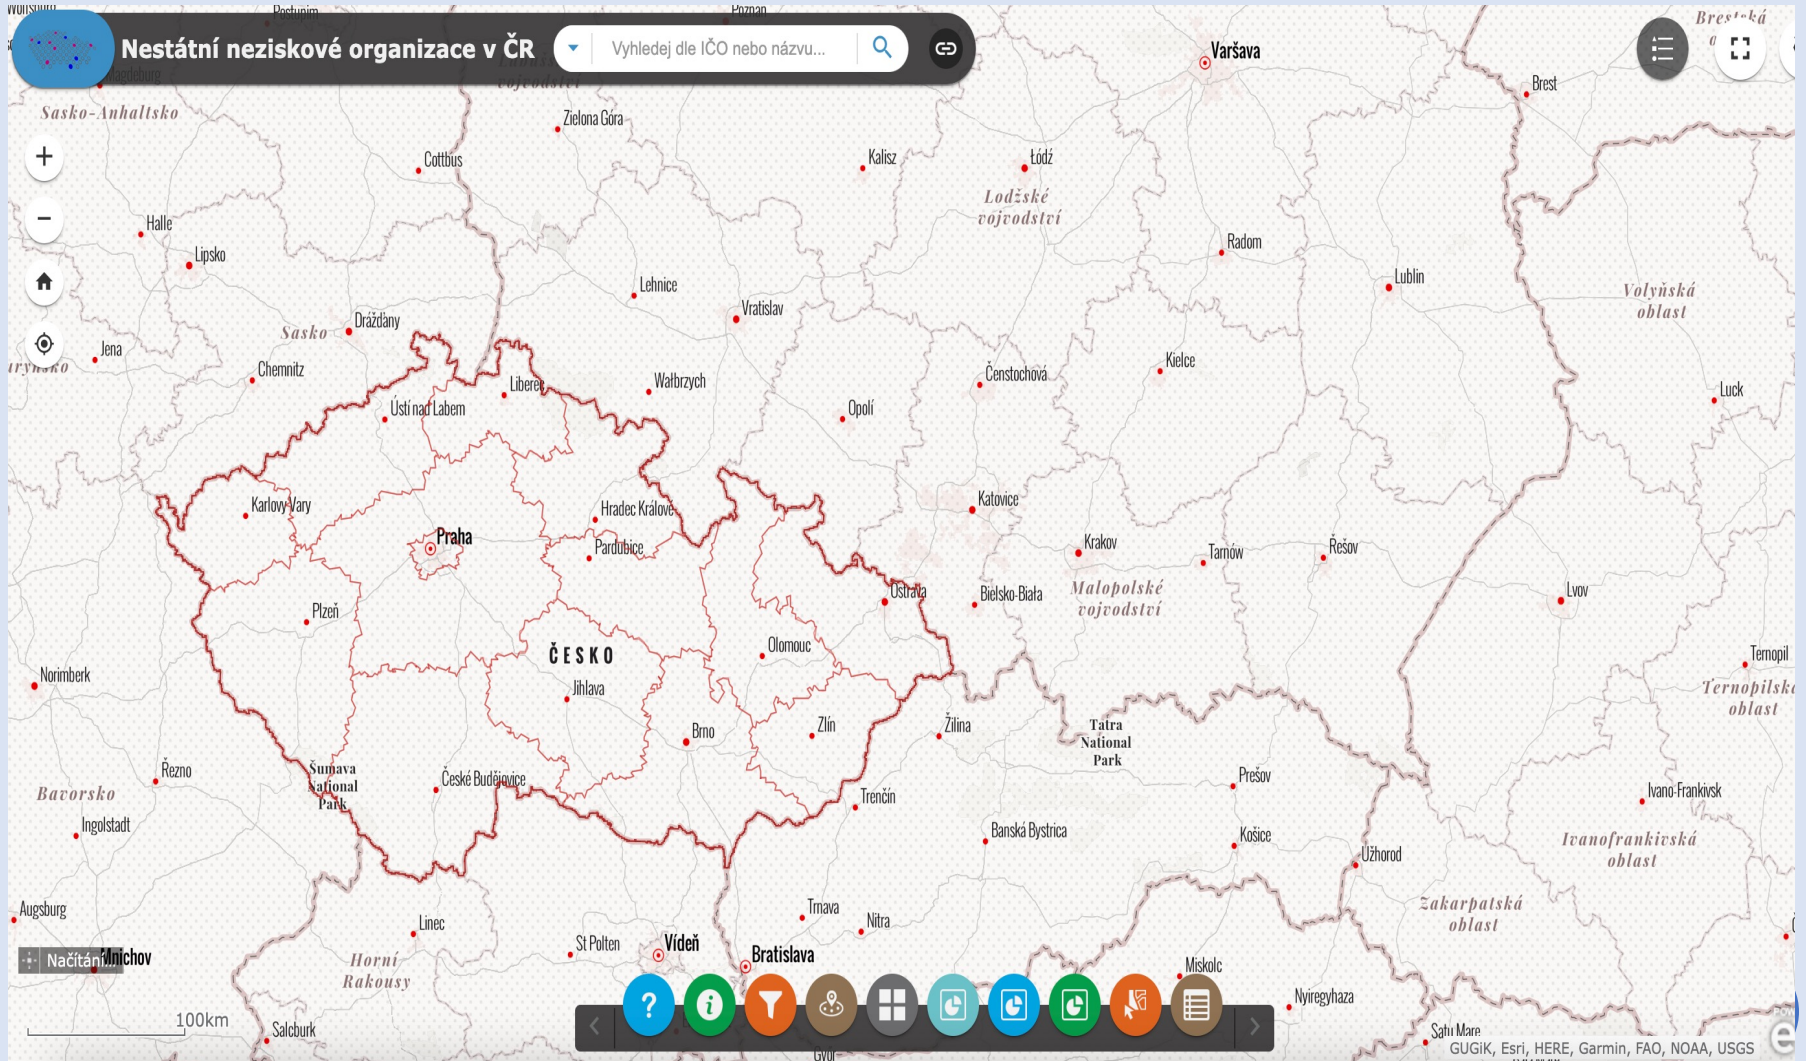 Postupim
Poznań
Brestská
Nestátní neziskové organizace v ČR
Vyhledej dle IČO nebo názvu...
Varšava
Magdeburg
vojvodství
Brest
Sasko-Anhaltsko
Zielona Góra
Cottbus
Kalisz
Łódź
Lodžské
vojvodství
Halle
Lipsko
Radom
Lublin
Lehnice
Vratislav
Volyňská
oblast
Drážďany
Sasko
Jena
Chemnitz
Liberec
Wałbrzych
Čenstochová
Kielce
Luck
Ústí nad Labem
Opolí
Karlovy Vary
Hradec Králové
Katovice
Praha
Pardubice
Krakov
Tarnów
Řešov
Plzeň
Ostrava
Bielsko-Biała
Malopolské
vojvodství
Lvov
ČESKO
Olomouc
Norimberk
Jihlava
Ternopil
Ternopilská
oblast
Brno
Zlín
Žilina
Tatra
National
Park
Řezno
Šumava
National
Park
České Budějovice
Trenčín
Prešov
Bavorsko
Ingolstadt
Banská Bystrica
Košice
Ivano-Frankivsk
Ivanofrankivská
oblast
Užhorod
Augsburg
Linec
St Polten
Vídeň
Trnava
Nitra
Bratislava
Zakarpatská
oblast
Načítání...
Mnichov
Horní
Rakousy
Miskolc
Nyiregyhaza
100km
Salcburk
Satu Mare
Győr
GUGiK, Esri, HERE, Garmin, FAO, NOAA, USGS